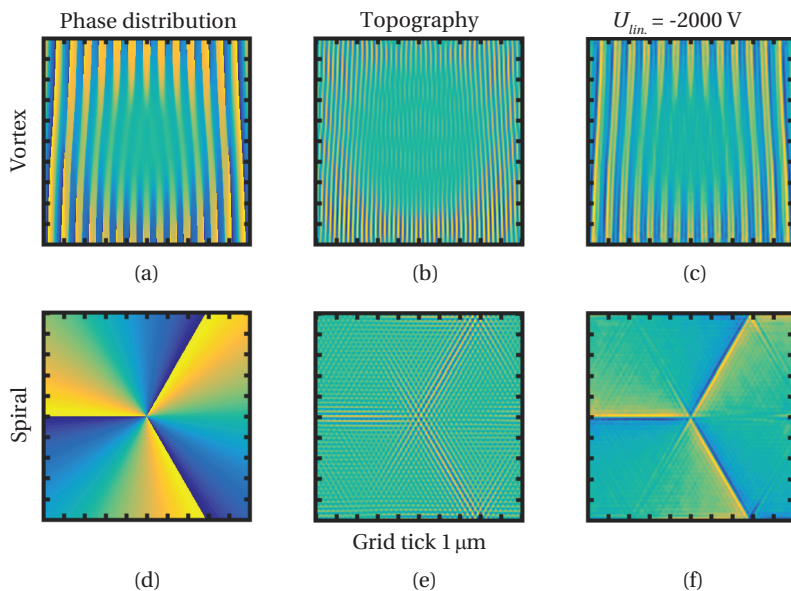 Phase distribution
Topography
U_lin. = -2000 V
Vortex
(a)
(b)
(c)
Spiral
Grid tick 1 μm
(d)
(e)
(f)